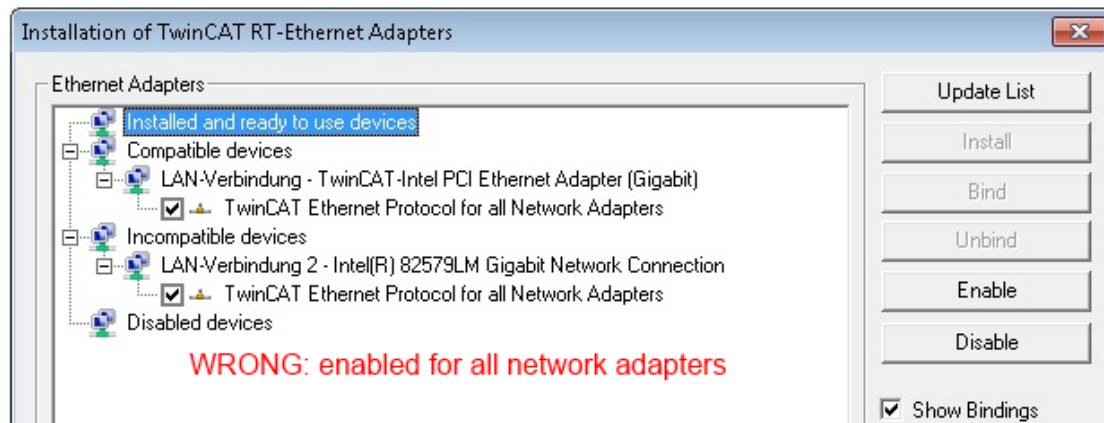 Installation of TwinCAT RT-Ethernet Adapters
Ethernet Adapters
Installed and ready to use devices
Compatible devices
LAN-Verbindung - TwinCAT-Intel PCI Ethernet Adapter (Gigabit)
TwinCAT Ethernet Protocol for all Network Adapters
Incompatible devices
LAN-Verbindung 2 - Intel(R) 82579LM Gigabit Network Connection
TwinCAT Ethernet Protocol for all Network Adapters
Disabled devices
WRONG: enabled for all network adapters
Update List
Install
Bind
Unbind
Enable
Disable
Show Bindings